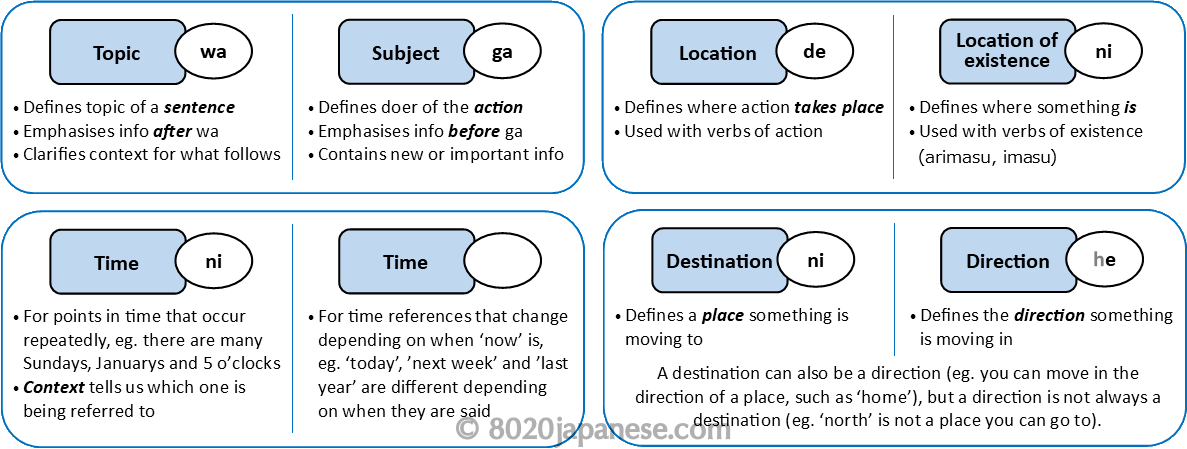 Topic wa
• Defines topic of a sentence
• Emphasises info after wa
• Clarifies context for what follows
Subject ga
• Defines doer of the action
• Emphasises info before ga
• Contains new or important info
Location de
• Defines where action takes place
• Used with verbs of action
Location of
existence ni
• Defines where something is
• Used with verbs of existence
(arimasu, imasu)
Time ni
• For points in time that occur
repeatedly, eg. there are many
Sundays, Januarys and 5 o’clocks
• Context tells us which one is
being referred to
Time
• For time references that change
depending on when ‘now’ is,
eg. ‘today’, ’next week’ and ’last
year’ are different depending
on when they are said
Destination ni
• Defines a place something is
moving to
Direction he
• Defines the direction something
is moving in
A destination can also be a direction (eg. you can move in the
direction of a place, such as ‘home’), but a direction is not always a
destination (eg. ‘north’ is not a place you can go to).
© 8020japanese.com